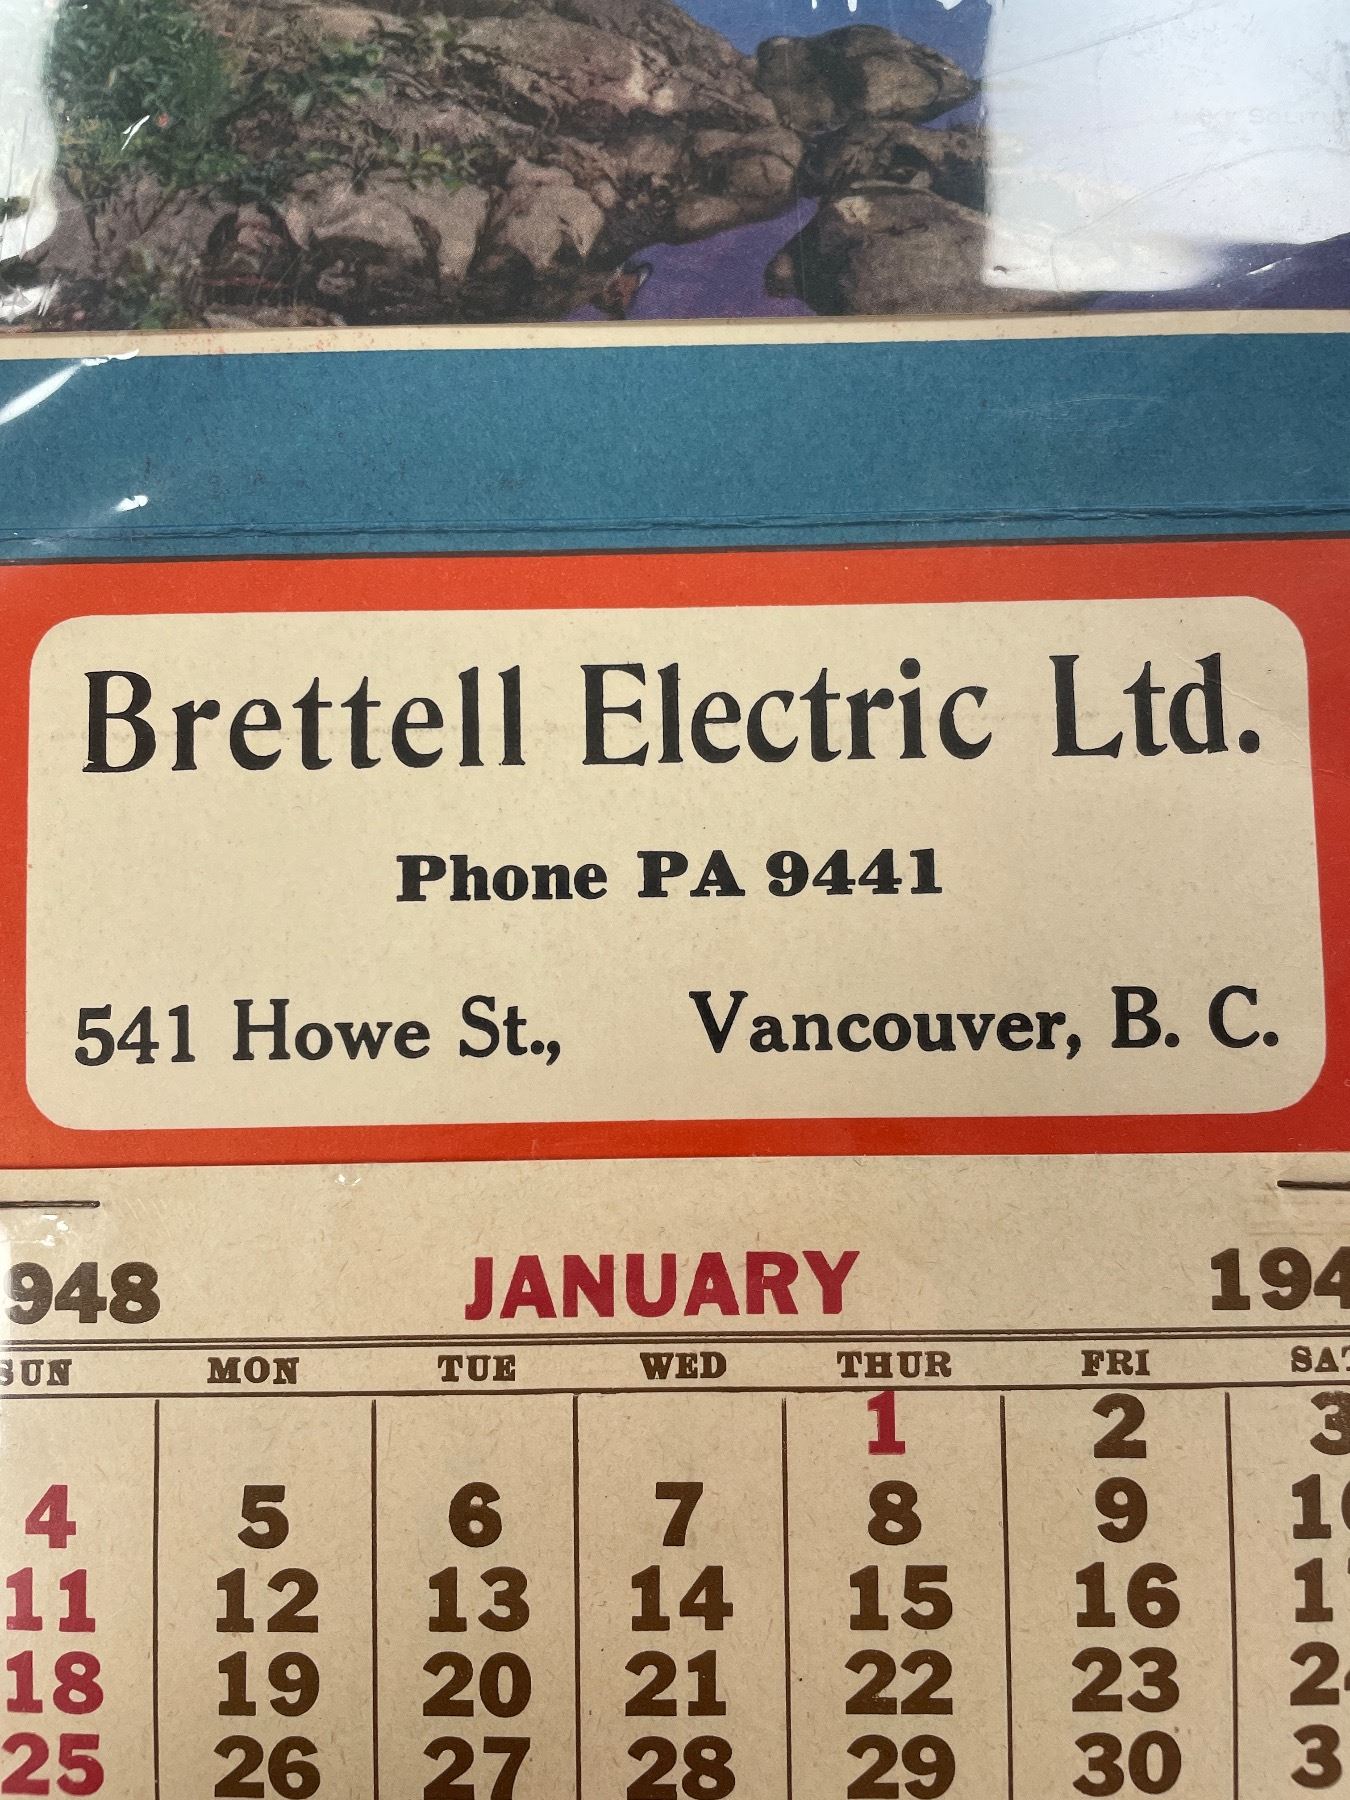 Brettell Electric Ltd.
Phone PA 9441
541 Howe St., Vancouver, B. C.
948 JANUARY 194
SUN MON TUE WED THUR FRI SAT
1 2 3
4 5 6 7 8 9 10
11 12 13 14 15 16 17
18 19 20 21 22 23 24
25 26 27 28 29 30 3